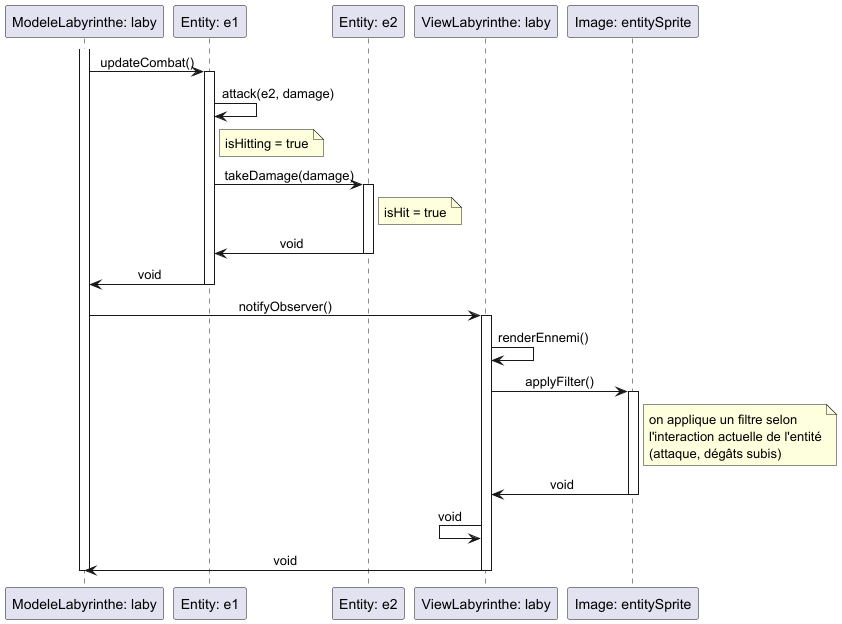 ModeleLabyrinthe: laby
Entity: e1
Entity: e2
ViewLabyrinthe: laby
Image: entitySprite
updateCombat()
attack(e2, damage)
isHitting = true
takeDamage(damage)
isHit = true
void
void
notifyObserver()
renderEnnemi()
applyFilter()
on applique un filtre selon
l'interaction actuelle de l'entité
(attaque, dégâts subis)
void
void
void
ModeleLabyrinthe: laby
Entity: e1
Entity: e2
ViewLabyrinthe: laby
Image: entitySprite